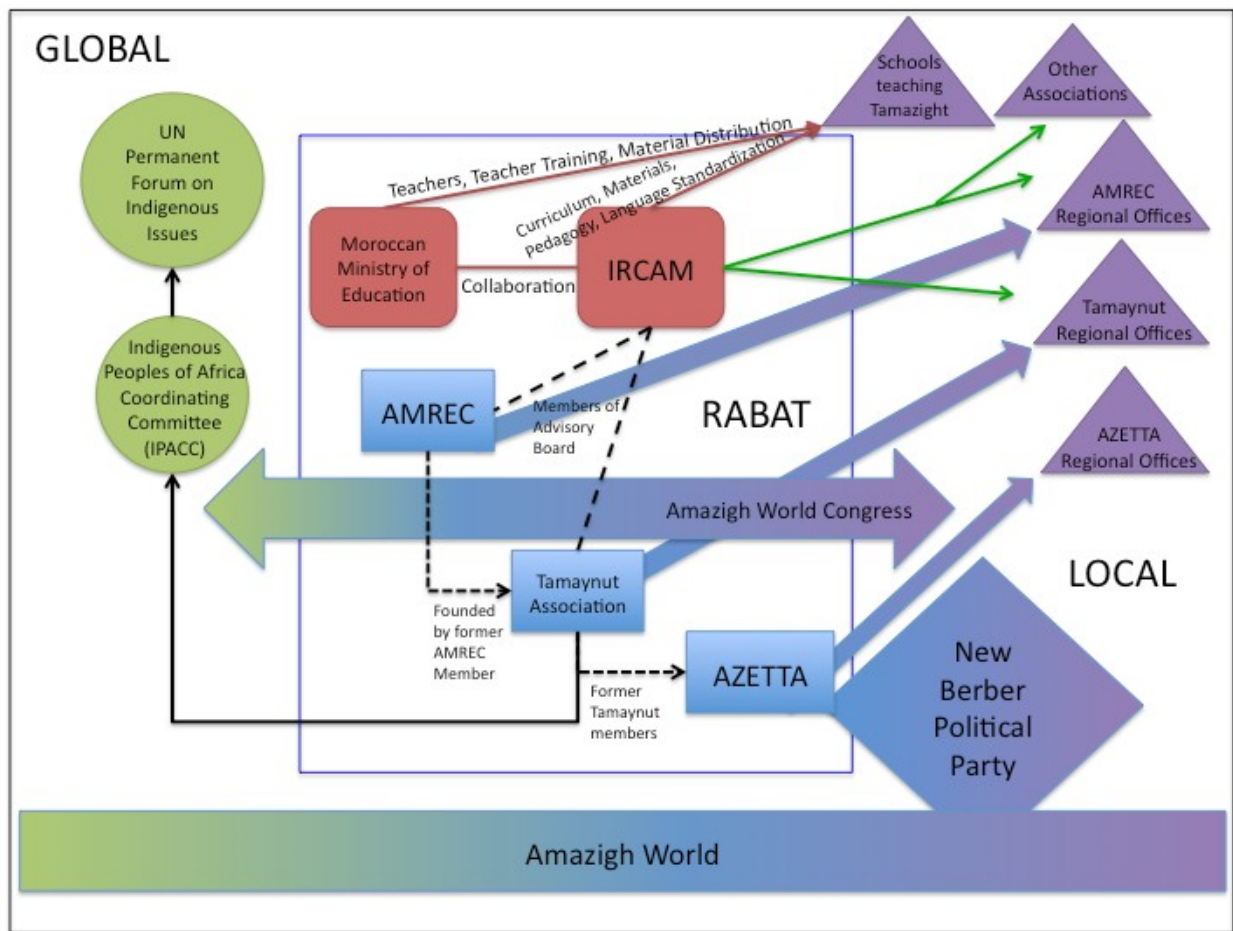 GLOBAL
UN
Permanent
Forum on
Indigenous
Issues
Indigenous
Peoples of Africa
Coordinating
Committee
(IPACC)
Schools
teaching
Tamazight
Other
Associations
Teachers, Teacher Training, Material Distribution
Curriculum, Materials,
Pedagogy, Language Standardization
Moroccan
Ministry of
Education
Collaboration
IRCAM
AMREC
Regional Offices
Tamaynut
Regional Offices
AMREC
Members of
Advisory
Board
RABAT
AZETTA
Regional Offices
Amazigh World Congress
Tamaynut
Association
LOCAL
Founded
by former
AMREC
Member
AZETTA
Former
Tamaynut
members
New
Berber
Political
Party
Amazigh World